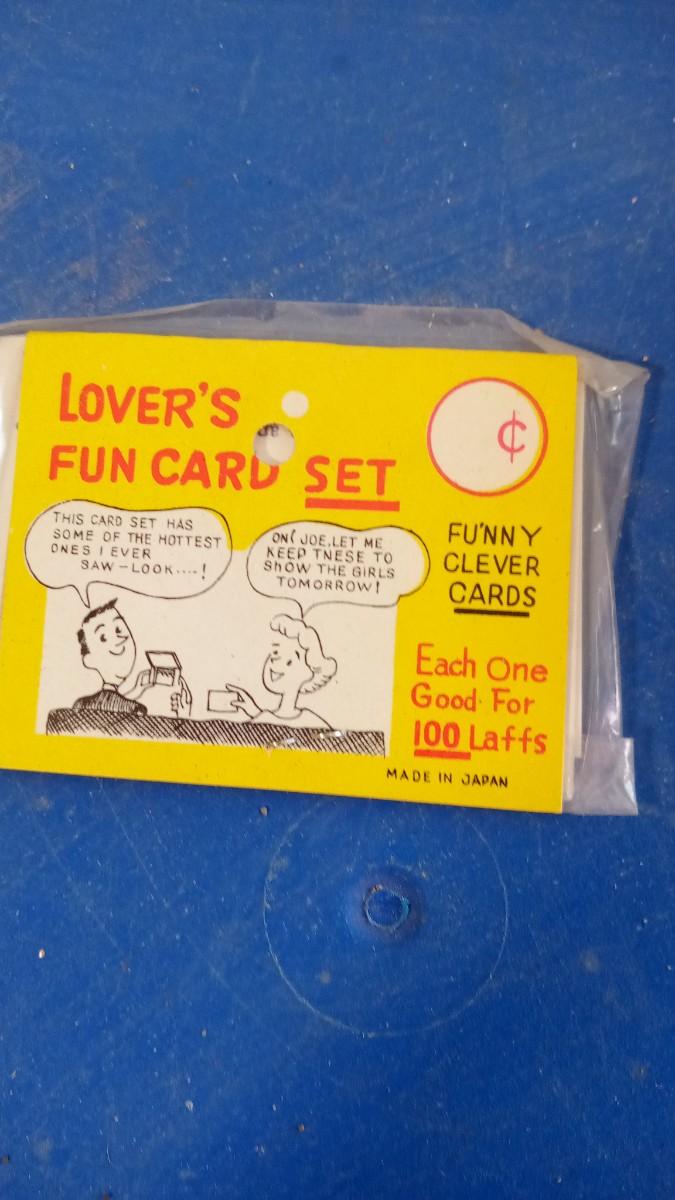 LOVER'S
FUN CARD SET
¢
THIS CARD SET HAS
SOME OF THE HOTTEST
ONES I EVER
SAW-LOOK....!
ON! JOE.LET ME
KEEP TNESE TO
SHOW THE GIRLS
TOMORROW!
FU'NNY
CLEVER
CARDS
Each One
Good For
100 Laffs
MADE IN JAPAN